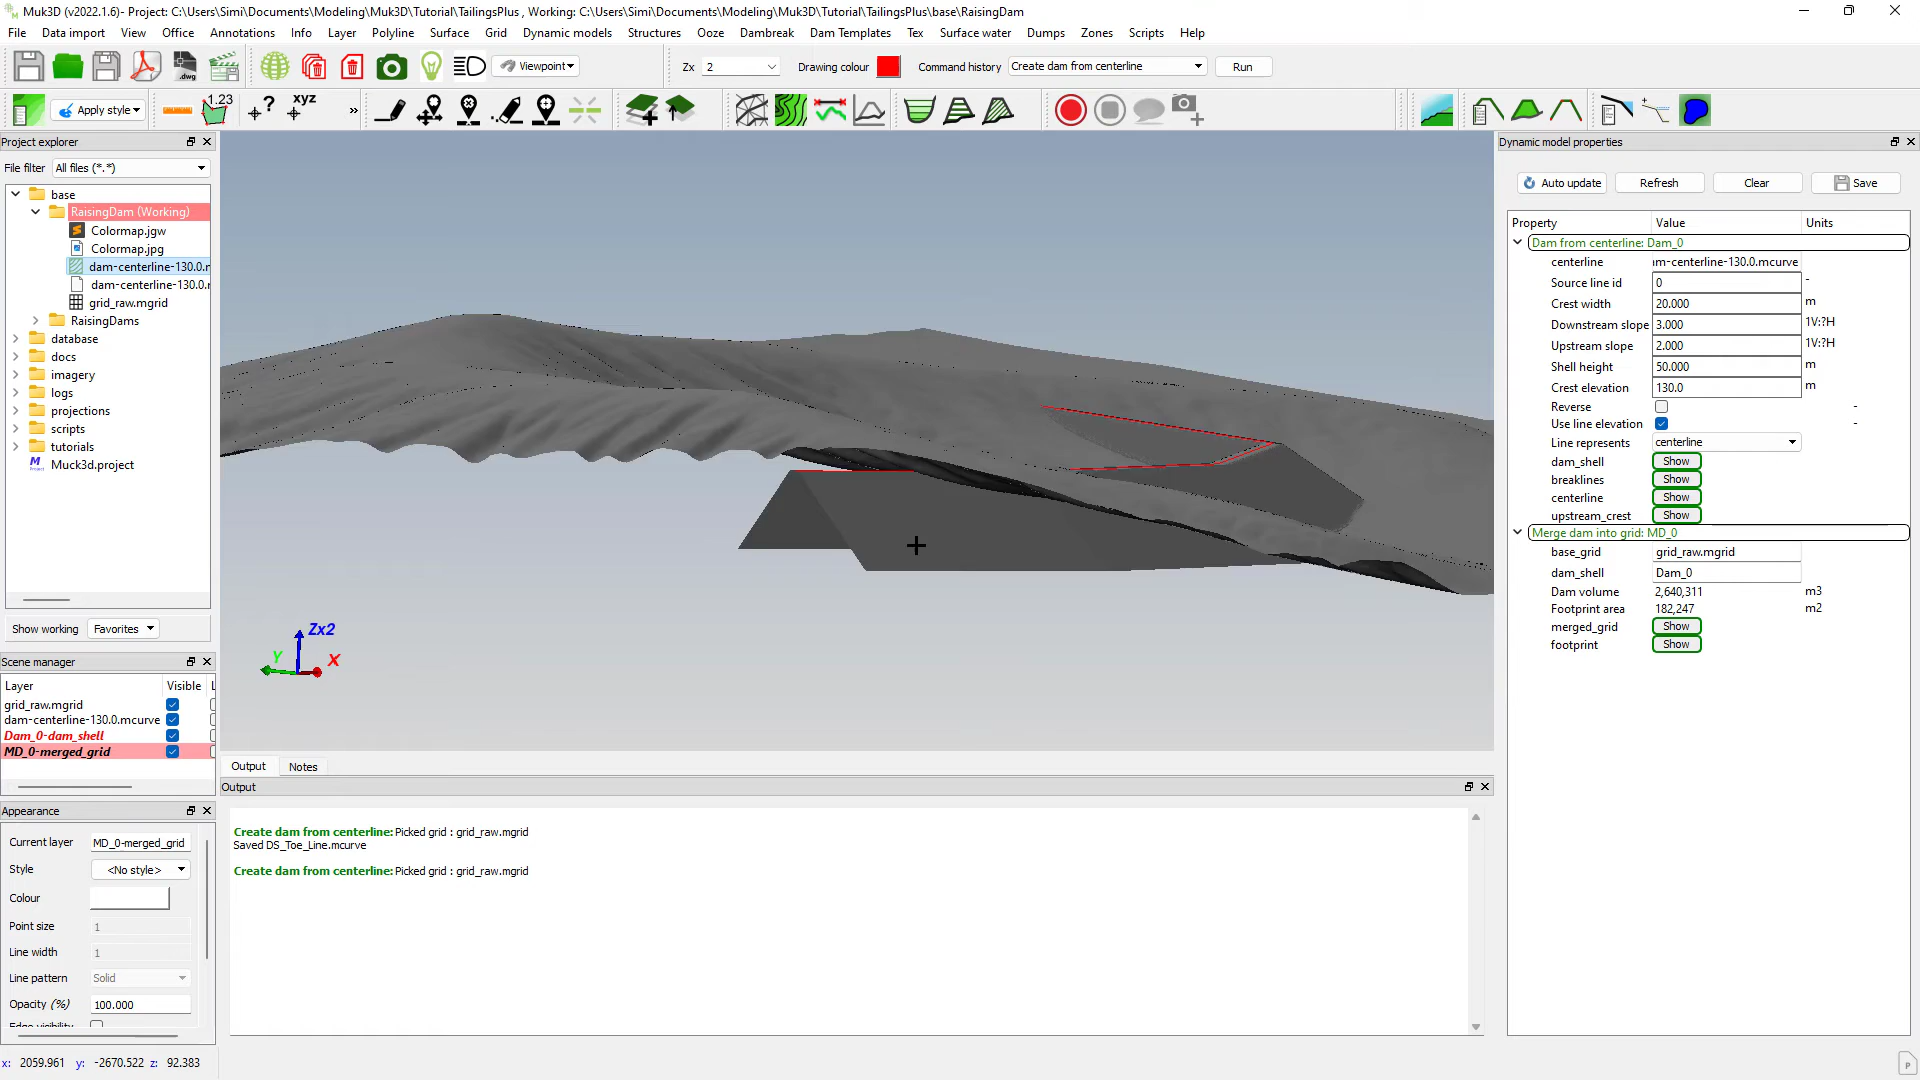 Muk3D (v2022.1.6)- Project: C:\Users\Simi\Documents\Modeling\Muk3D\Tutorial\TailingsPlus , Working: C:\Users\Simi\Documents\Modeling\Muk3D\Tutorial\TailingsPlus\base\RaisingDam
File Data import View Office Annotations Info Layer Polyline Surface Grid Dynamic models Structures Ooze Dambreak Dam Templates Tex Surface water Dumps Zones Scripts Help
Viewpoint Zx 2 Drawing colour Command history Create dam from centerline Run
Apply style 1.23 ? xyz »
Project explorer
File filter All files (*.*)
base
RaisingDam (Working)
Colormap.jgw
Colormap.jpg
dam-centerline-130.0.r
dam-centerline-130.0.r
grid_raw.mgrid
RaisingDams
database
docs
imagery
logs
projections
scripts
tutorials
Muck3d.project
Show working Favorites
Scene manager
Layer Visible L
grid_raw.mgrid
dam-centerline-130.0.mcurve
Dam_0-dam_shell
MD_0-merged_grid
Appearance
Current layer MD_0-merged_grid
Style <No style>
Colour
Point size 1
Line width 1
Line pattern Solid
Opacity (%) 100.000
Edge visibility
x: 2059.961 y: -2670.522 z: 92.383
Zx2
Y
X
Output Notes
Output
Create dam from centerline: Picked grid : grid_raw.mgrid
Saved DS_Toe_Line.mcurve
Create dam from centerline: Picked grid : grid_raw.mgrid
Dynamic model properties
Auto update Refresh Clear Save
Property Value Units
Dam from centerline: Dam_0
centerline am-centerline-130.0.mcurve
Source line id 0 -
Crest width 20.000 m
Downstream slope 3.000 1V:?H
Upstream slope 2.000 1V:?H
Shell height 50.000 m
Crest elevation 130.0 m
Reverse -
Use line elevation -
Line represents centerline
dam_shell Show
breaklines Show
centerline Show
upstream_crest Show
Merge dam into grid: MD_0
base_grid grid_raw.mgrid
dam_shell Dam_0
Dam volume 2,640,311 m3
Footprint area 182,247 m2
merged_grid Show
footprint Show